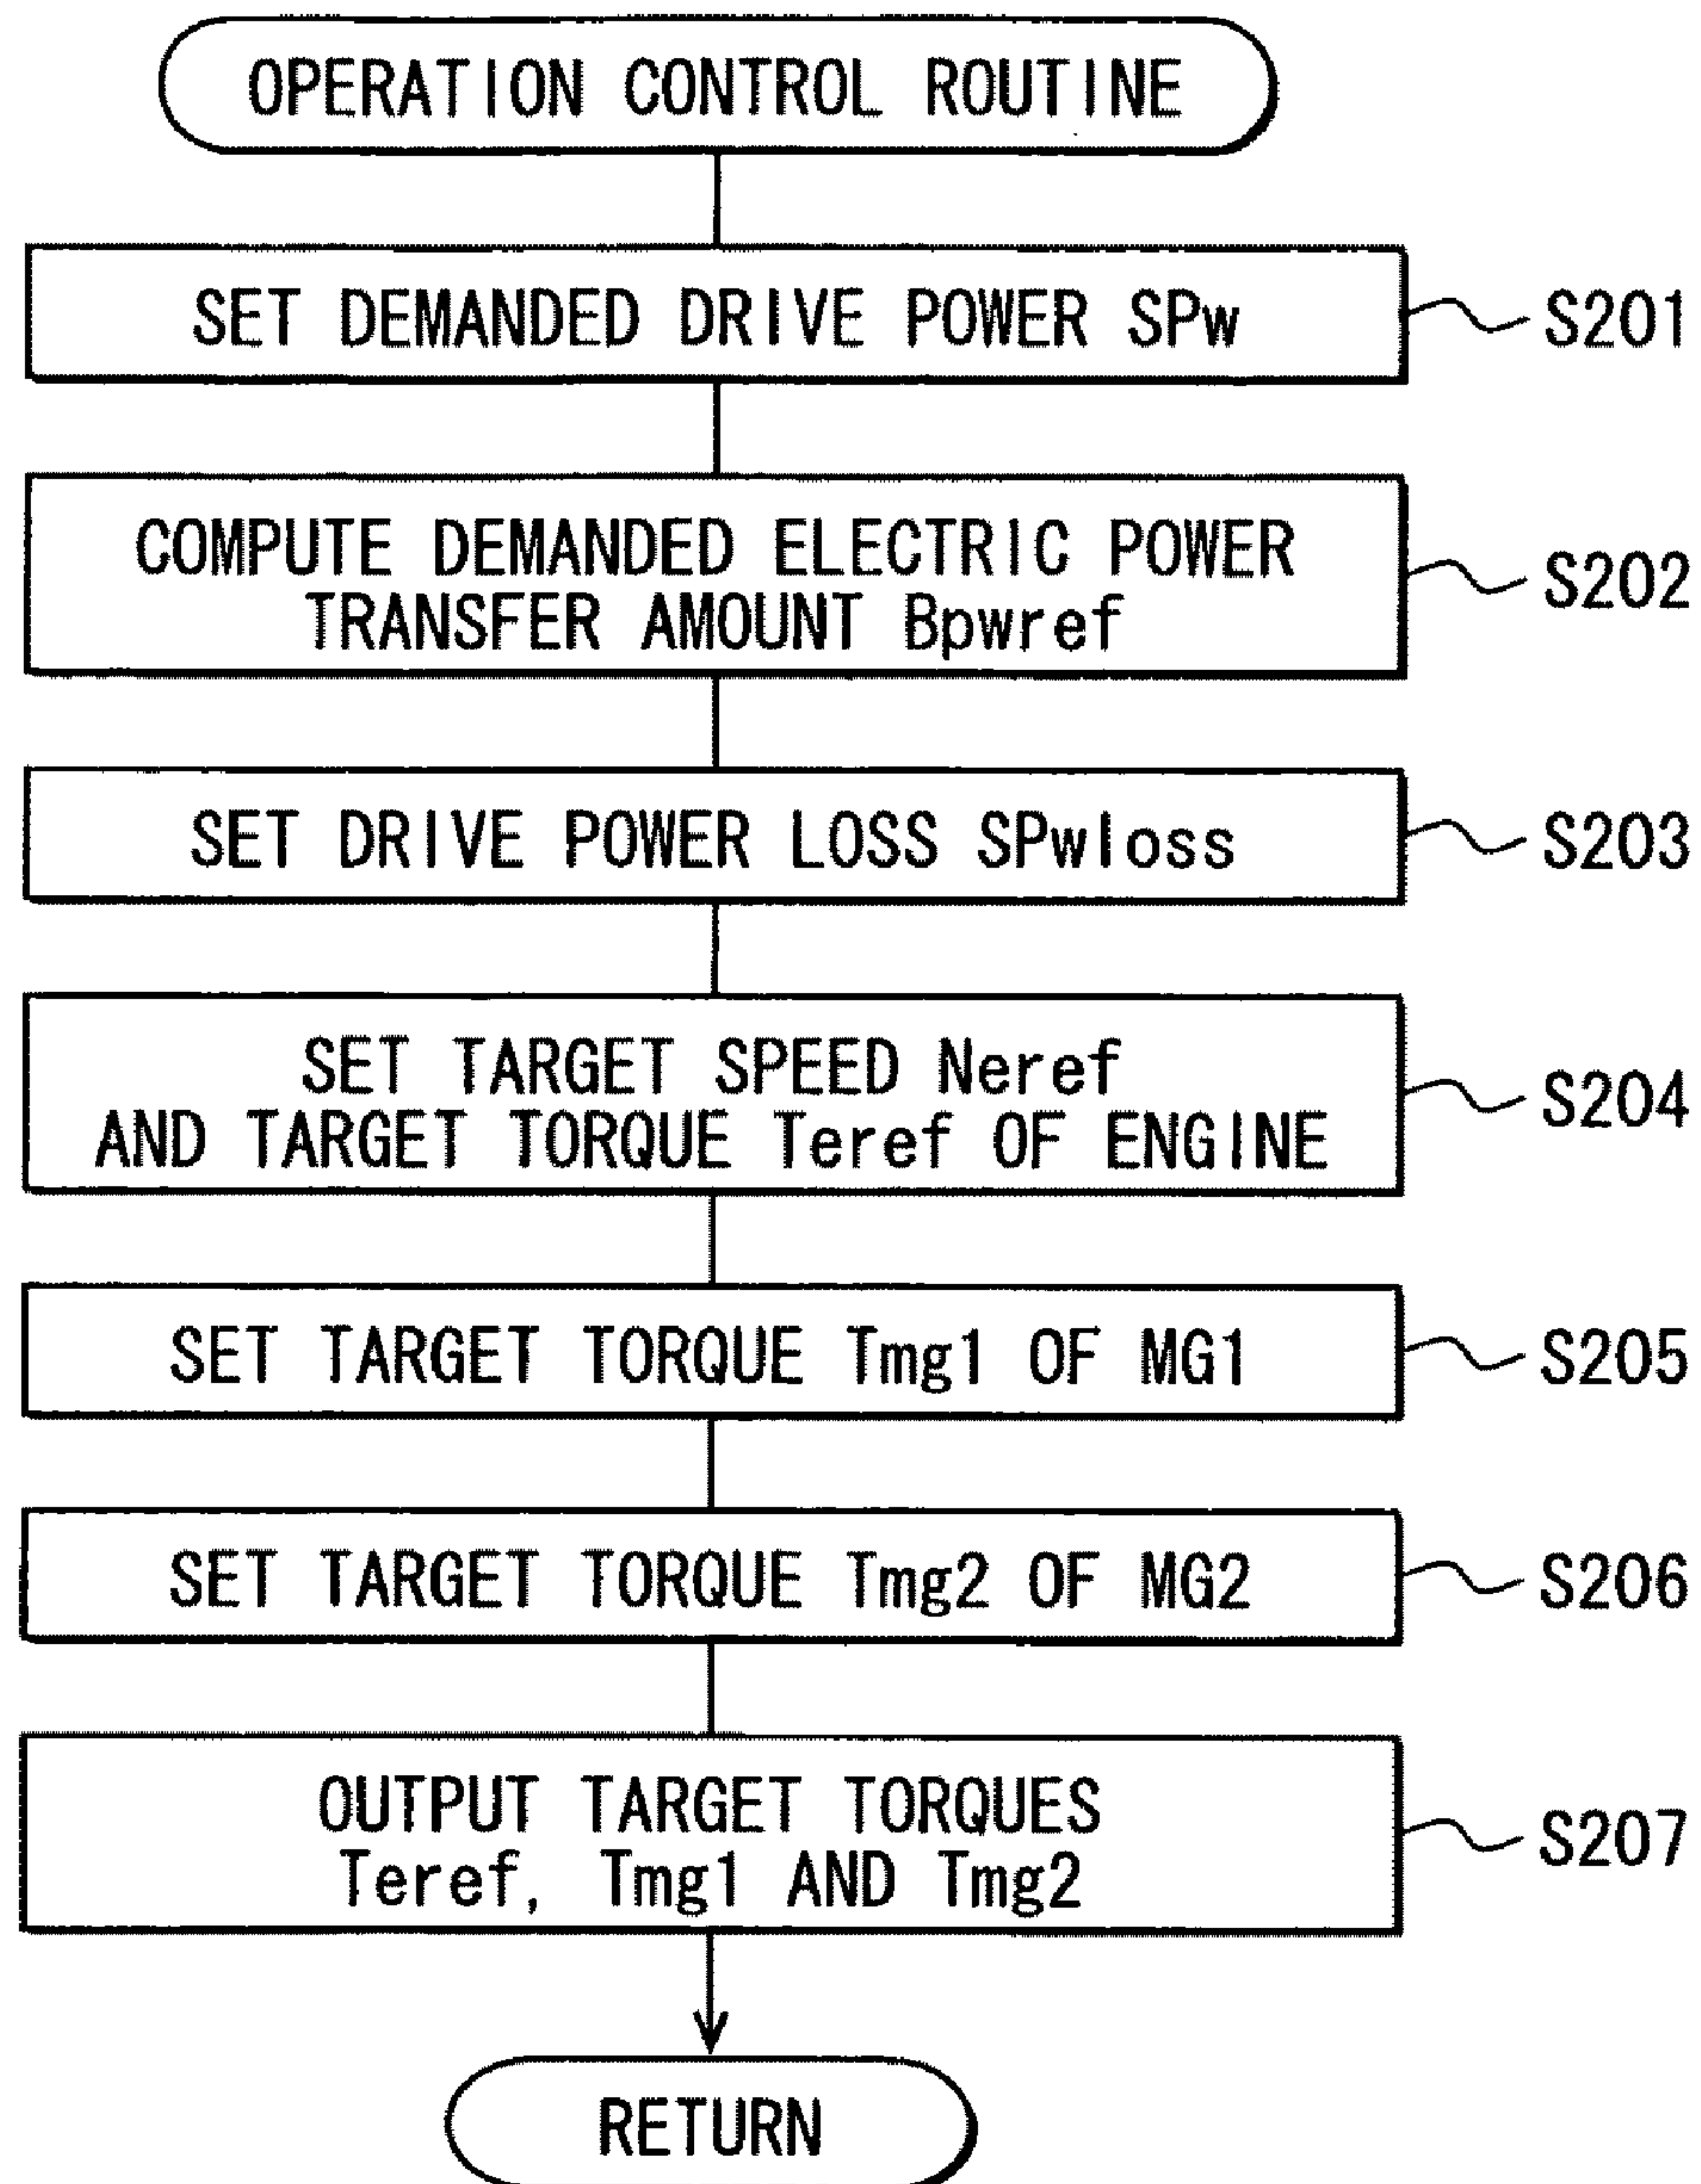 OPERATION CONTROL ROUTINE
SET DEMANDED DRIVE POWER SPw
S201
COMPUTE DEMANDED ELECTRIC POWER
TRANSFER AMOUNT Bpwref
S202
SET DRIVE POWER LOSS SPwloss
S203
SET TARGET SPEED Neref
AND TARGET TORQUE Teref OF ENGINE
S204
SET TARGET TORQUE Tmg1 OF MG1
S205
SET TARGET TORQUE Tmg2 OF MG2
S206
OUTPUT TARGET TORQUES
Teref, Tmg1 AND Tmg2
S207
RETURN